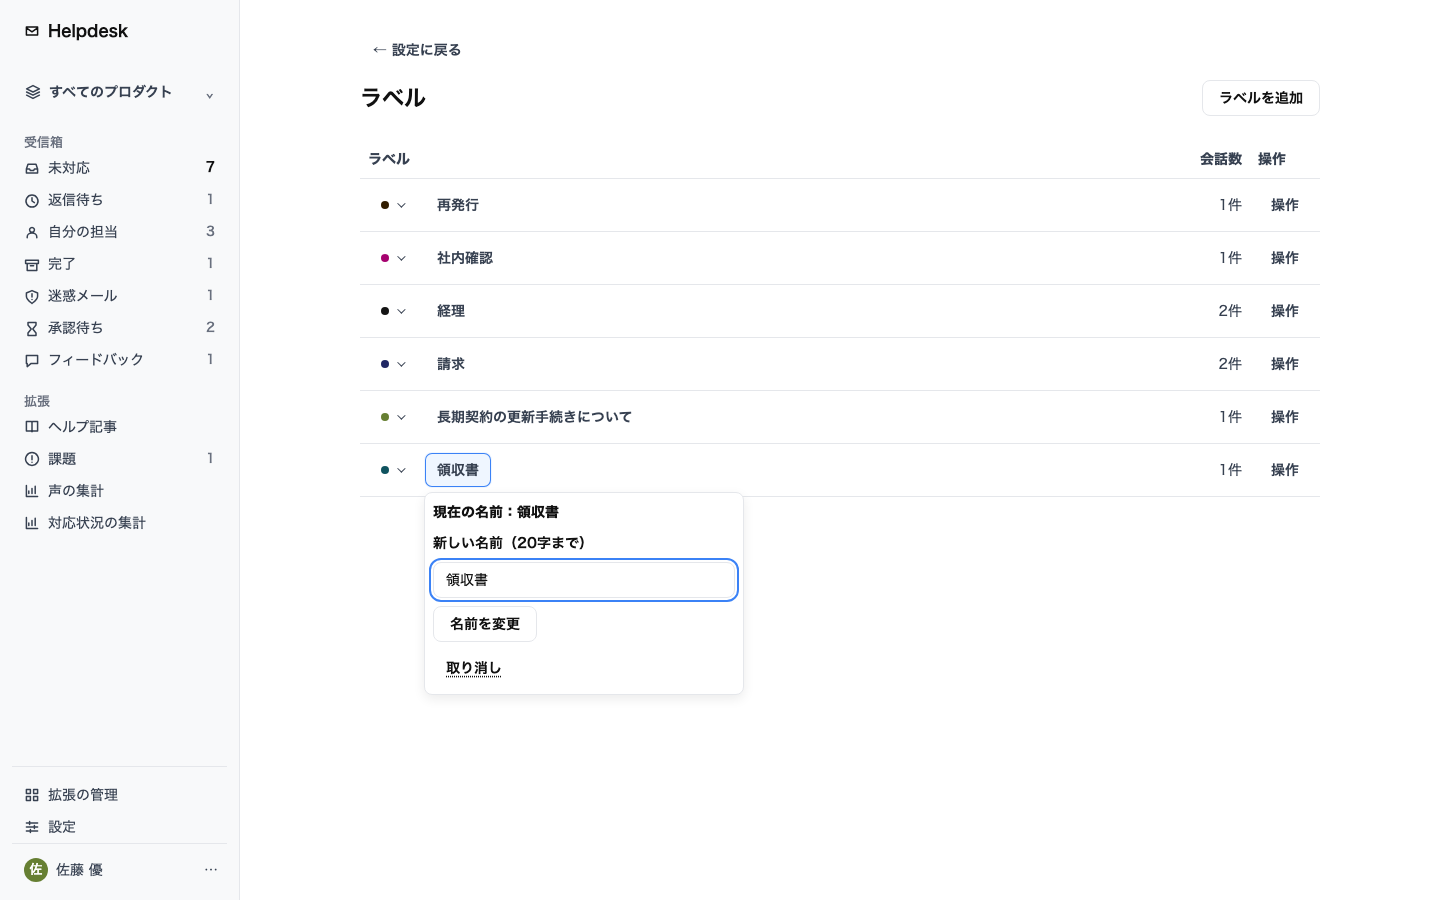 Helpdesk
すべてのプロダクト
受信箱
未対応 7
返信待ち 1
自分の担当 3
完了 1
迷惑メール 1
承認待ち 2
フィードバック 1
拡張
ヘルプ記事
課題 1
声の集計
対応状況の集計
拡張の管理
設定
佐 佐藤 優 …
← 設定に戻る
ラベル
ラベルを追加
ラベル 会話数 操作
再発行 1件 操作
社内確認 1件 操作
経理 2件 操作
請求 2件 操作
長期契約の更新手続きについて 1件 操作
領収書 1件 操作
現在の名前：領収書
新しい名前（20字まで）
領収書
名前を変更
取り消し